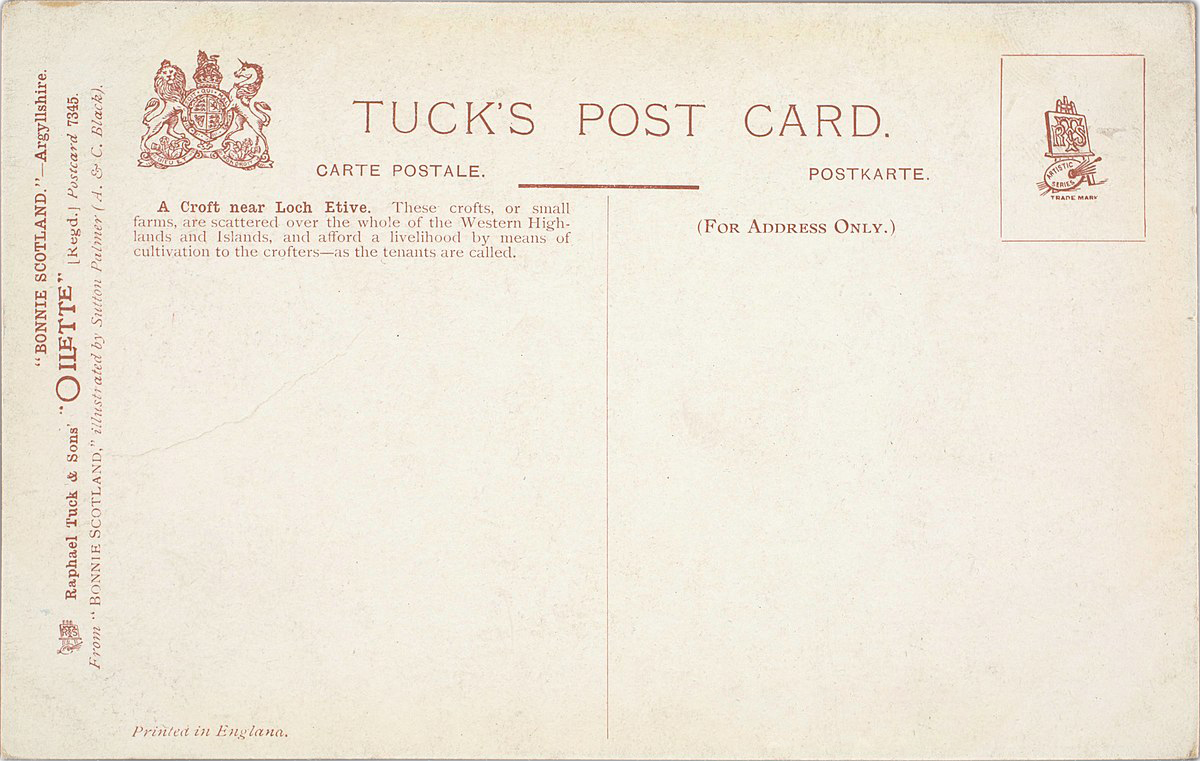 TUCK'S POST CARD.
CARTE POSTALE.
POSTKARTE.
A Croft near Loch Etive. These crofts, or small
farms, are scattered over the whole of the Western High-
lands and Islands, and afford a livelihood by means of
cultivation to the crofters—as the tenants are called.
(FOR ADDRESS ONLY.)
ARTISTIC
SERIES
TRADE MARK
"BONNIE SCOTLAND."—Argyllshire.
Raphael Tuck & Sons' "OILETTE" [Regd.] Postcard 7345.
From "BONNIE SCOTLAND," illustrated by Sutton Palmer (A. & C. Black).
Printed in England.